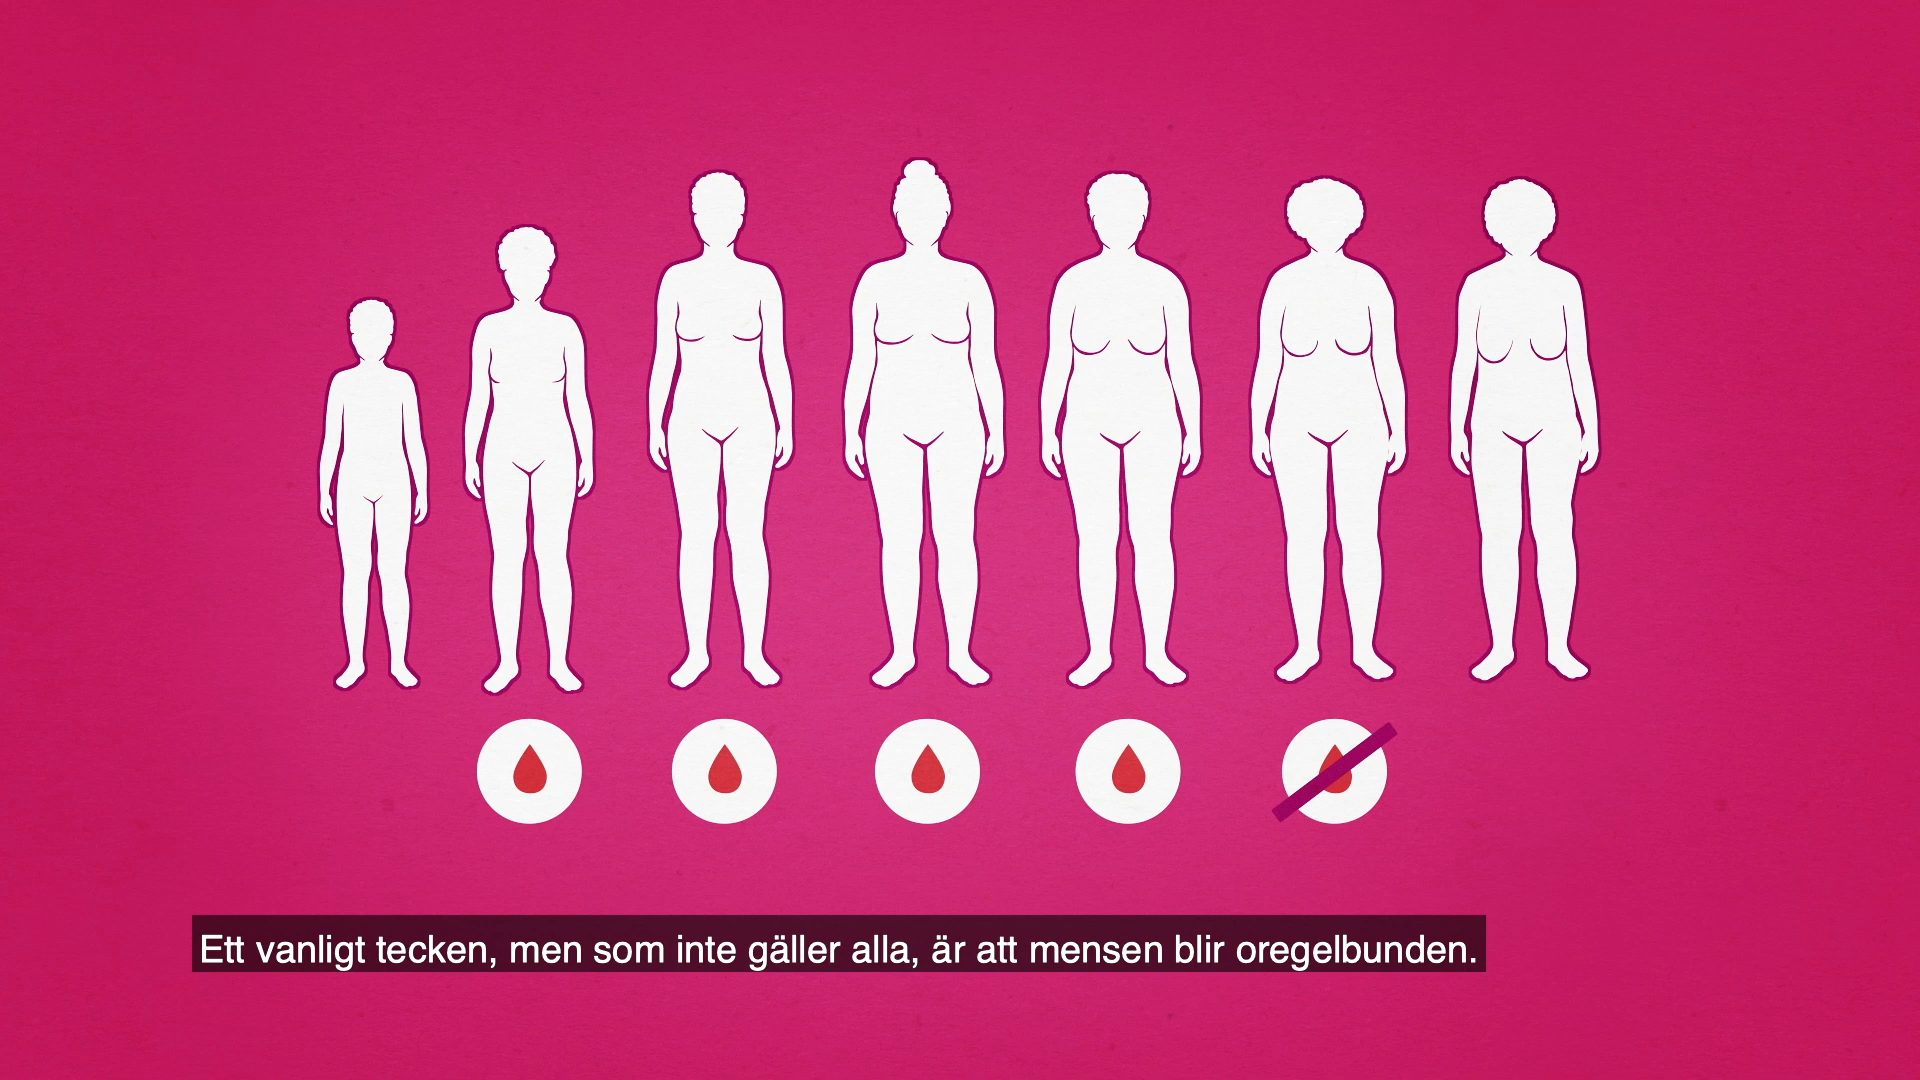 Ett vanligt tecken, men som inte gäller alla, är att mensen blir oregelbunden.